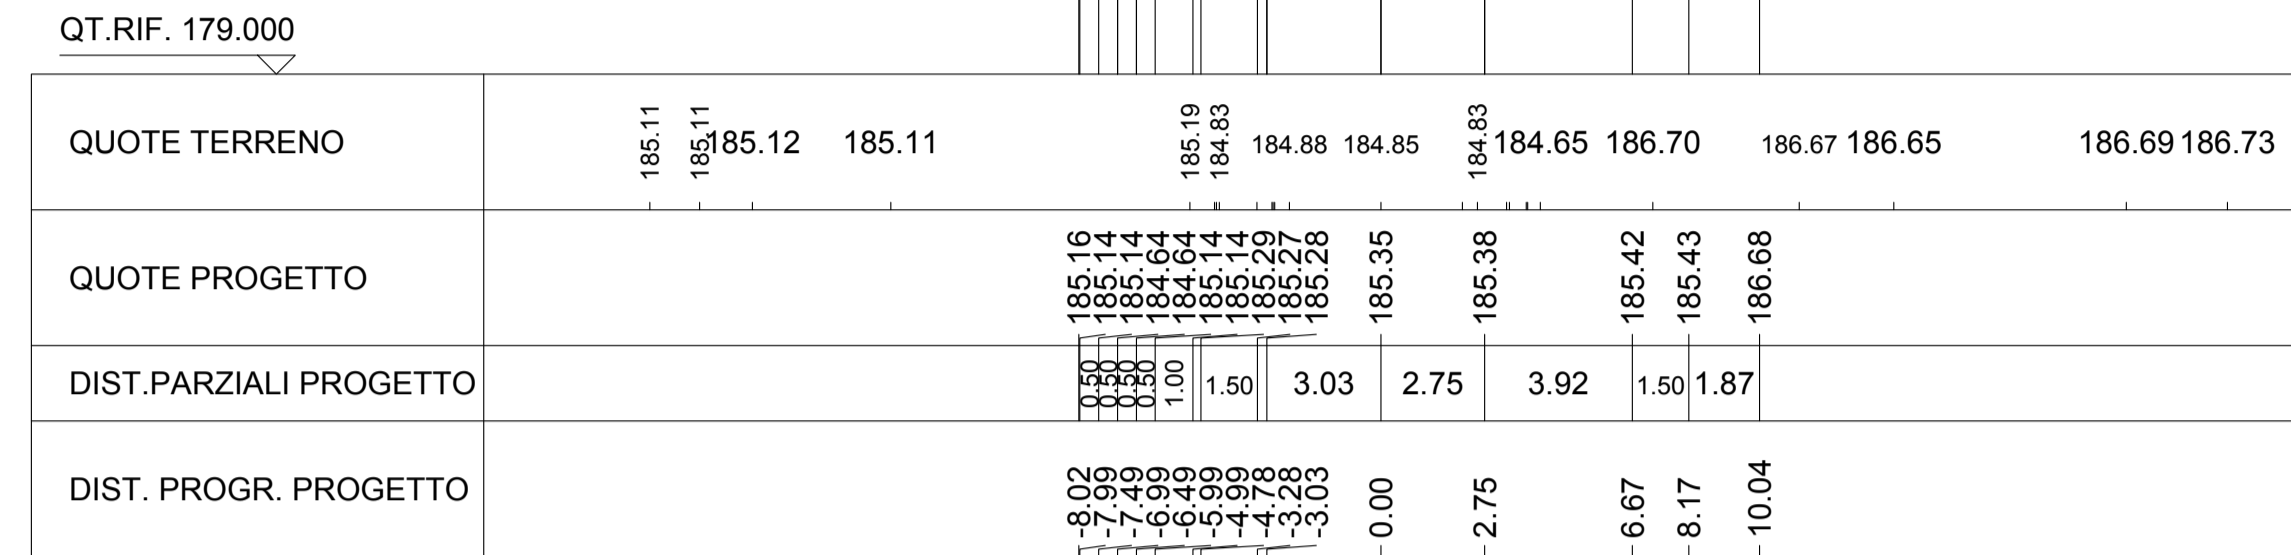 QT.RIF. 179.000
QUOTE TERRENO 185.11 185.11 185.12 185.11 185.19 184.83 184.88 184.85 184.83 184.65 186.70 186.67 186.65 186.69 186.73
QUOTE PROGETTO 185.16 185.14 185.14 184.64 184.64 185.14 185.14 185.29 185.27 185.28 185.35 185.38 185.42 185.43 186.68
DIST.PARZIALI PROGETTO 0.50 0.50 0.50 0.50 1.00 1.50 3.03 2.75 3.92 1.50 1.87
DIST. PROGR. PROGETTO -8.02 -7.99 -7.49 -6.99 -6.49 -5.99 -4.99 -4.78 -3.28 -3.03 0.00 2.75 6.67 8.17 10.04